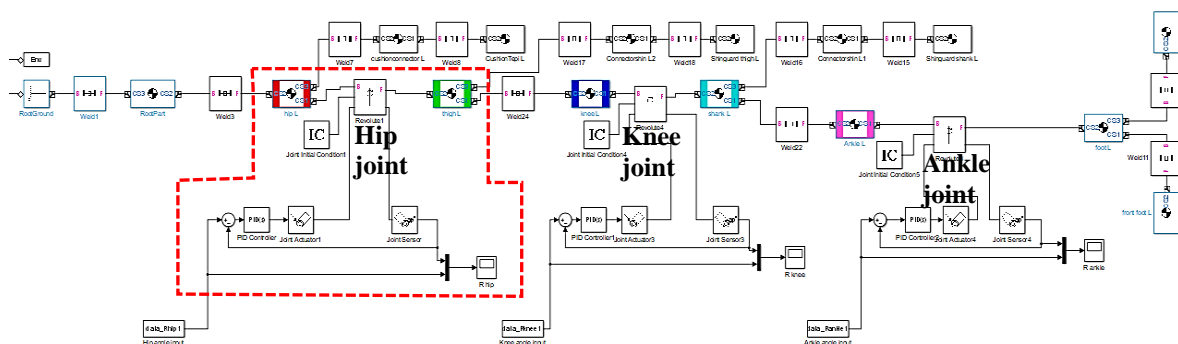 Weld7
cushionconnector L
Weld8
CushionTopi L
Weld17
Connectorshin L2
Weld18
Shinguard thigh L
Weld16
Connectorshin L1
Weld15
Shinguard shank L
Env
RootGround
Weld1
CS3 CS2
RootPart
Weld3
hip L
Revolute1
thigh L
Weld24
knee L
Revolute4
shank L
Weld22
Ankle L
foot L
Weld11
front foot L
IC
Joint Initial Condition1
Hip
joint
IC
Joint Initial Condition4
Knee
joint
IC
Joint Initial Condition5
Ankle
joint
PID(s)
PID Controller
Joint Actuator1
Joint Sensor
R hip
PID(s)
PID Controller1
Joint Actuator3
Joint Sensor3
R knee
PID(s)
PID Controller2
Joint Actuator4
Joint Sensor4
R ankle
data_Rhip1
Hip angle input
data_Rknee1
Knee angle input
data_Rankle1
Ankle angle input